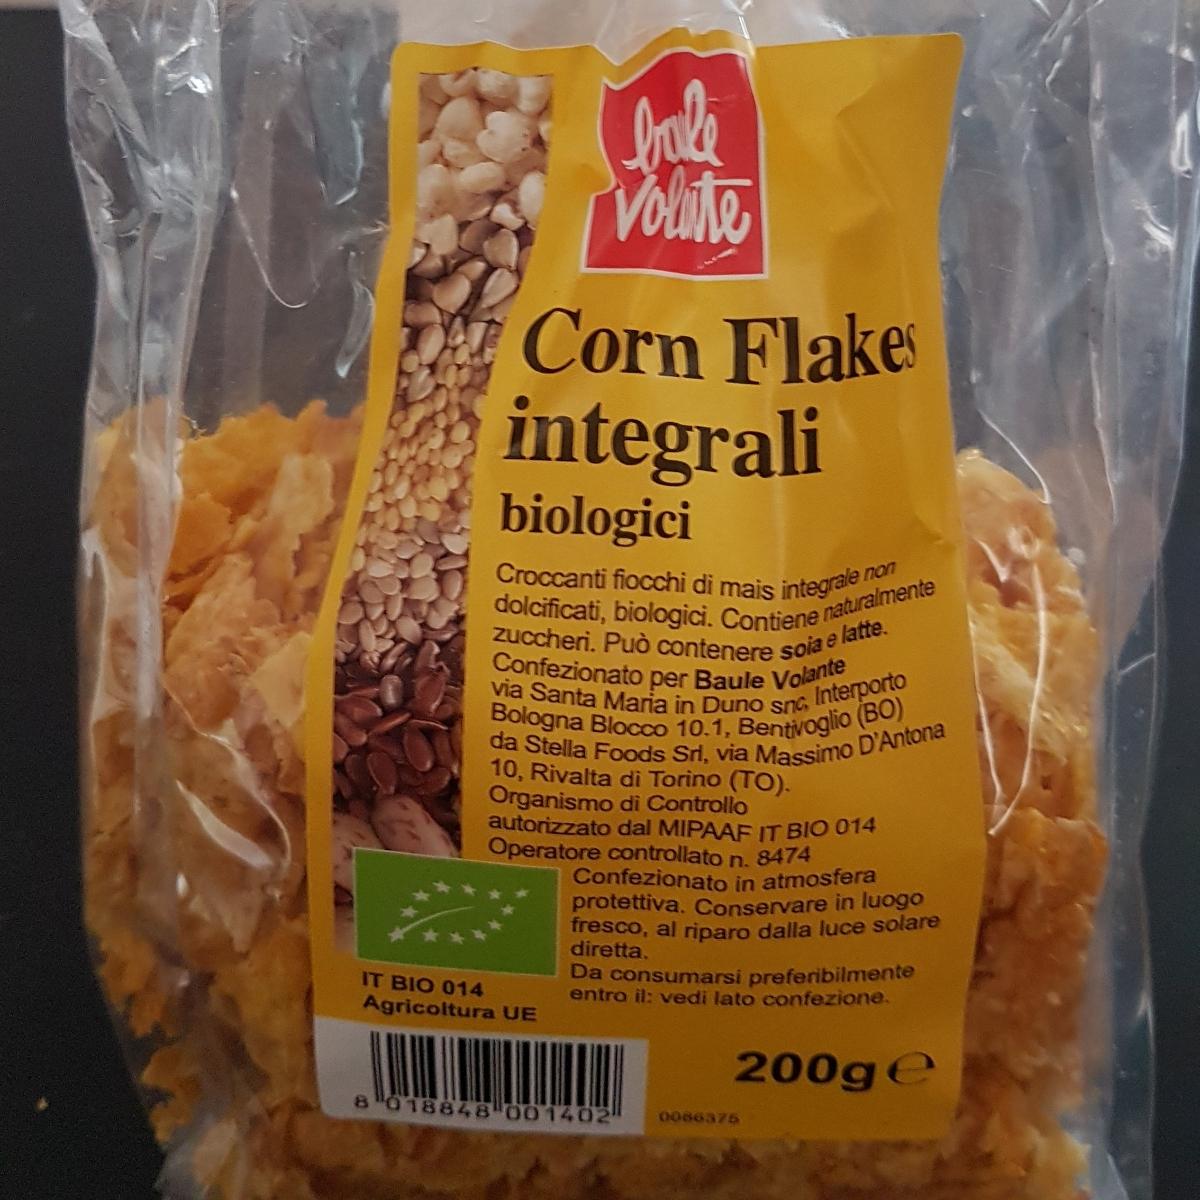 baule
volante
Corn Flakes
integrali
biologici
Croccanti fiocchi di mais integrale non
dolcificati, biologici. Contiene naturalmente
zuccheri. Può contenere soia e latte.
Confezionato per Baule Volante
via Santa Maria in Duno snc, Interporto
Bologna Blocco 10.1, Bentivoglio (BO)
da Stella Foods Srl, via Massimo D'Antona
10, Rivalta di Torino (TO).
Organismo di Controllo
autorizzato dal MIPAAF IT BIO 014
Operatore controllato n. 8474
Confezionato in atmosfera
protettiva. Conservare in luogo
fresco, al riparo dalla luce solare
diretta.
Da consumarsi preferibilmente
entro il: vedi lato confezione.
IT BIO 014
Agricoltura UE
200g ℮
8 018848 001402
0086375